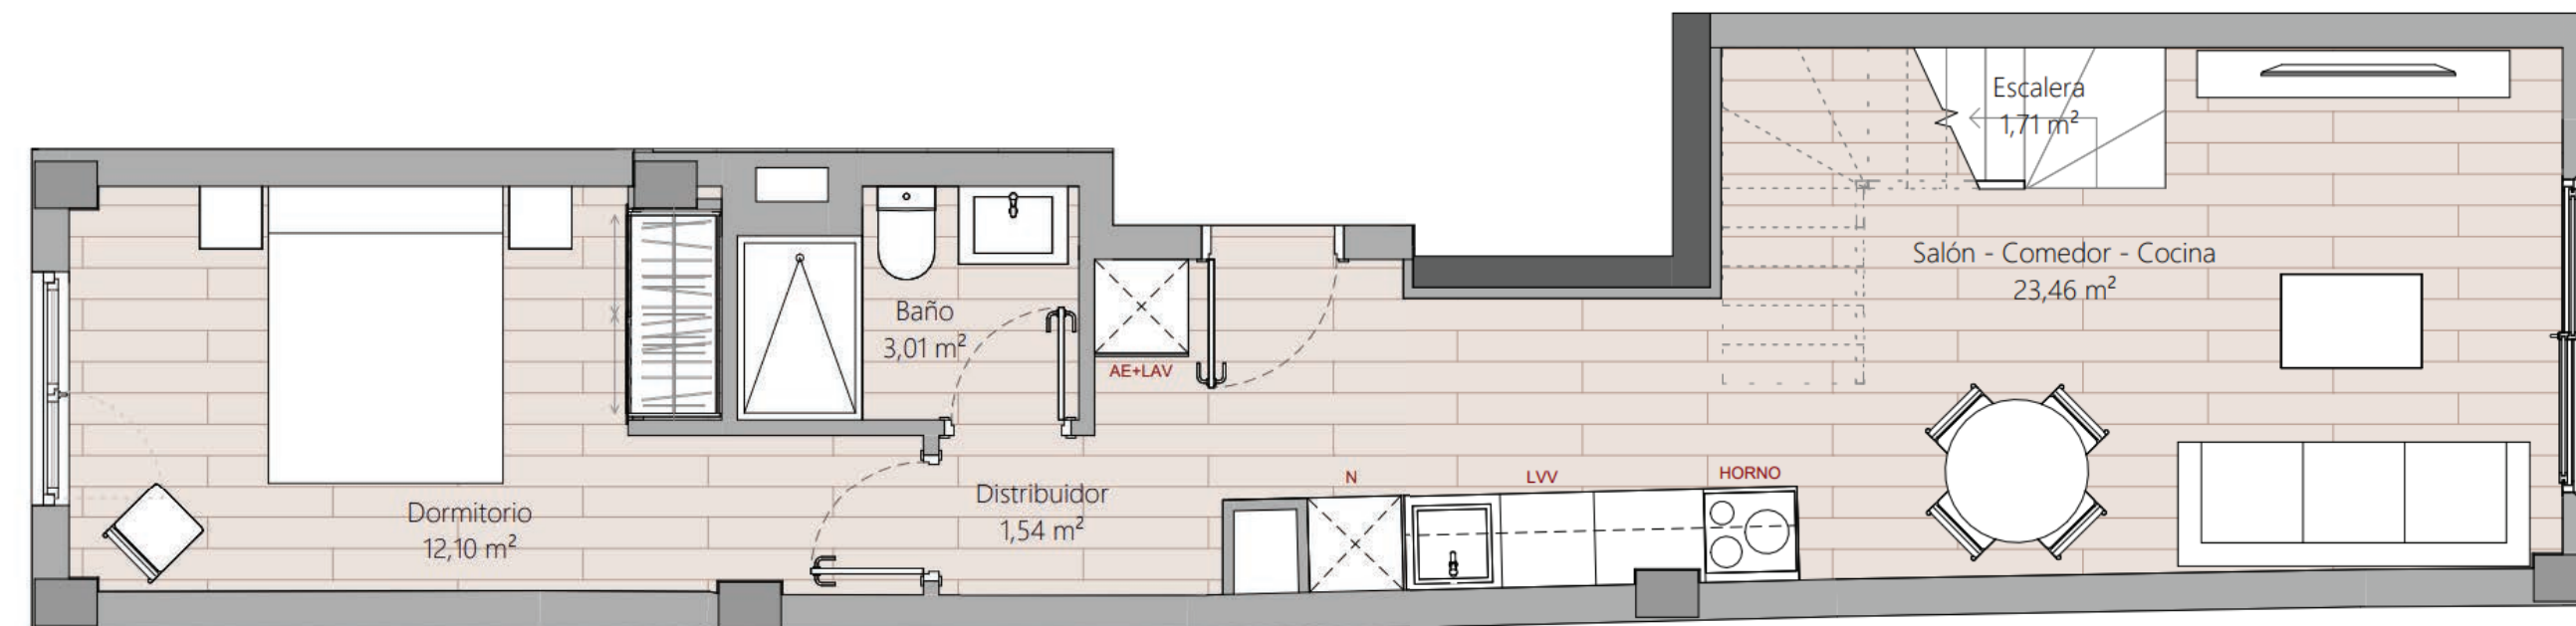 Escalera
1,71 m²
Salón - Comedor - Cocina
23,46 m²
Baño
3,01 m²
AE+LAV
N
LVV
HORNO
Distribuidor
1,54 m²
Dormitorio
12,10 m²